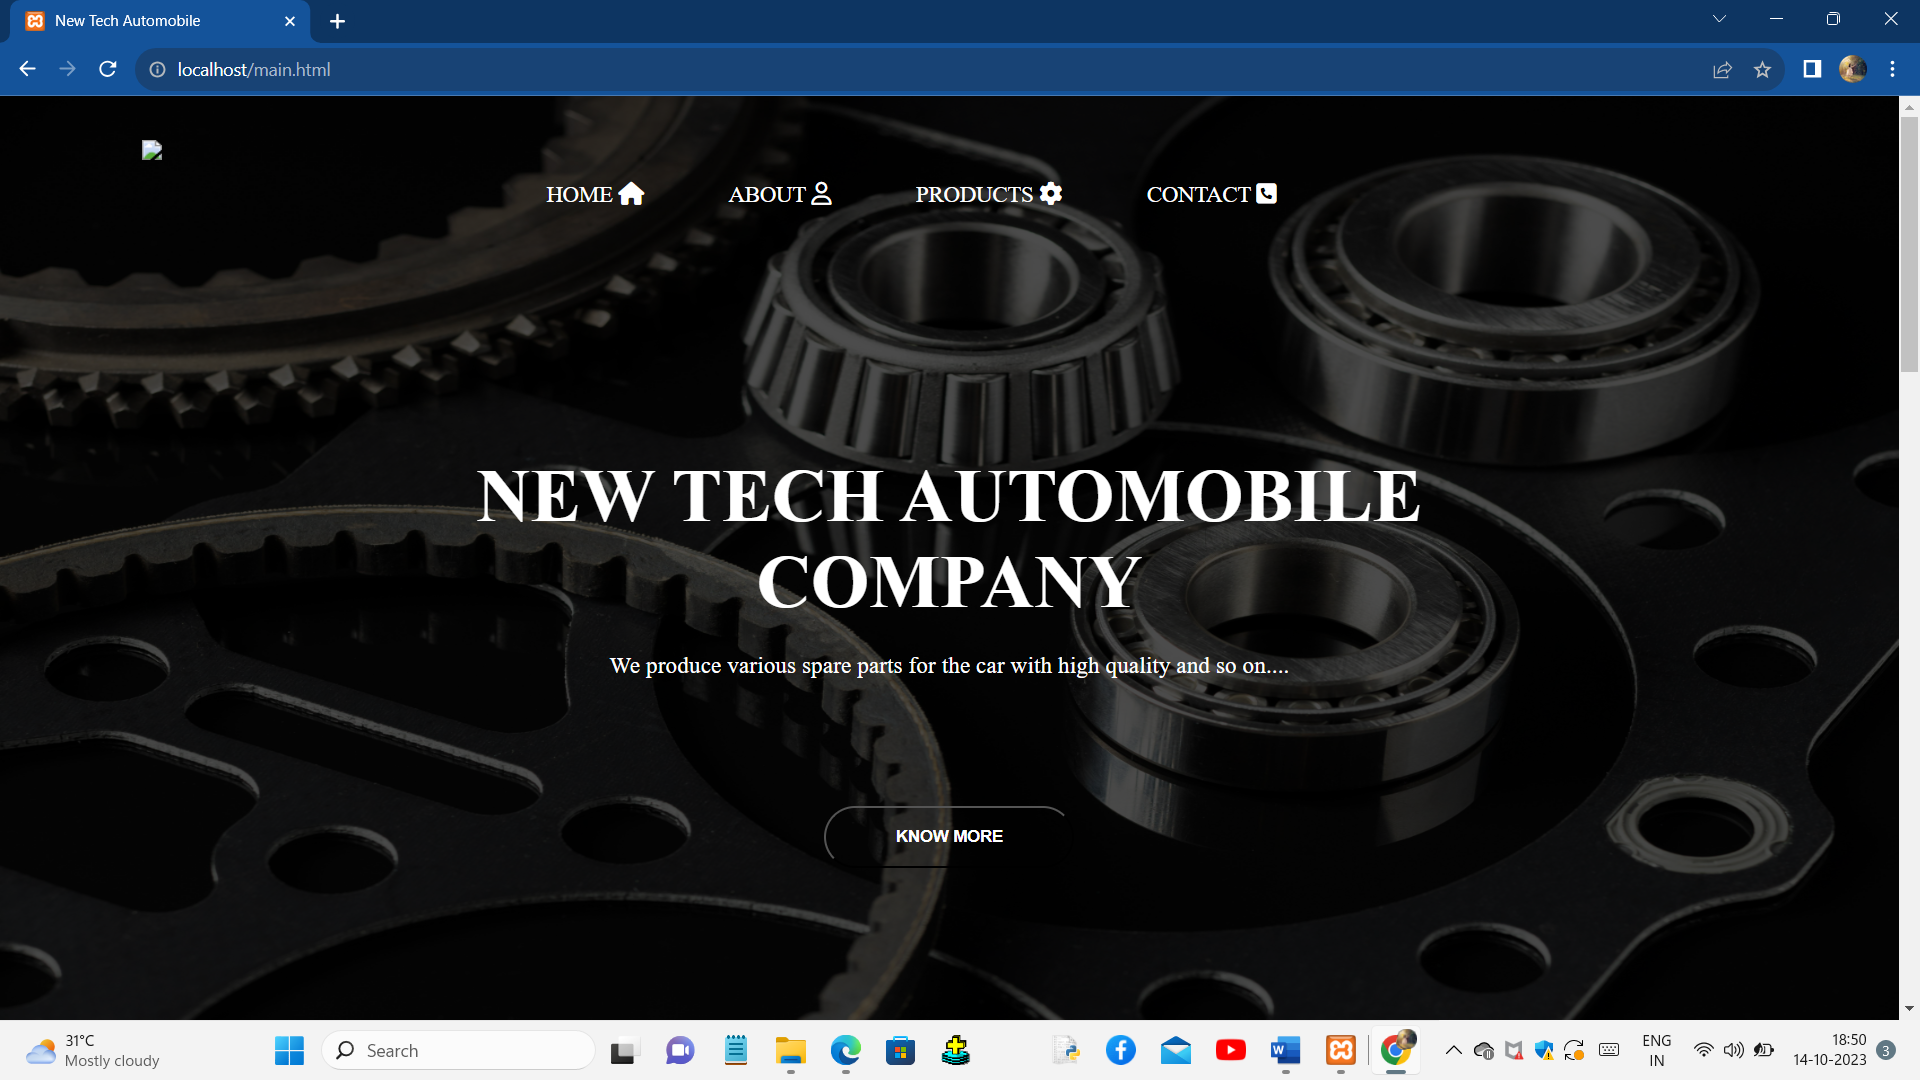 New Tech Automobile
localhost/main.html
HOME ABOUT PRODUCTS CONTACT
NEW TECH AUTOMOBILE
COMPANY
We produce various spare parts for the car with high quality and so on....
KNOW MORE
31°C
Mostly cloudy
Search
ENG
IN
18:50
14-10-2023
3